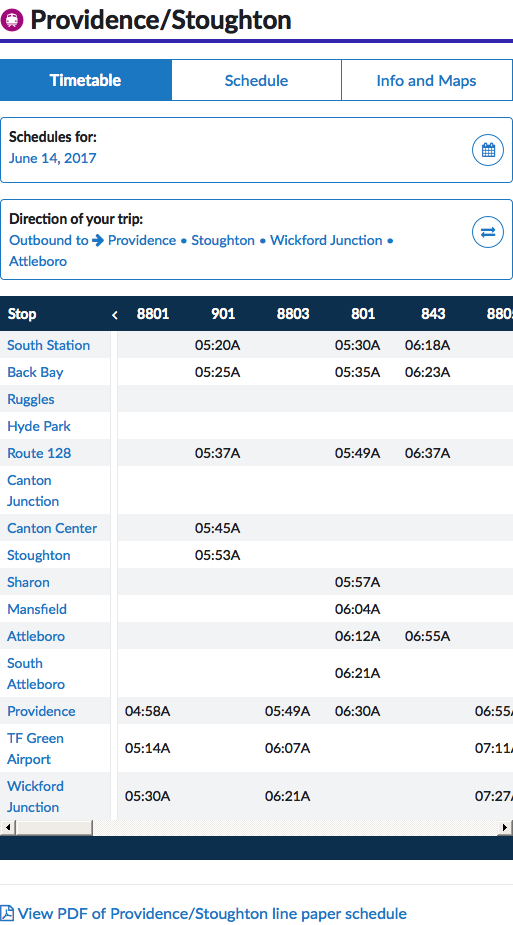 Providence/Stoughton
Timetable Schedule Info and Maps
Schedules for:
June 14, 2017
Direction of your trip:
Outbound to → Providence • Stoughton • Wickford Junction •
Attleboro
Stop < 8801 901 8803 801 843 880
South Station 05:20A 05:30A 06:18A
Back Bay 05:25A 05:35A 06:23A
Ruggles
Hyde Park
Route 128 05:37A 05:49A 06:37A
Canton
Junction
Canton Center 05:45A
Stoughton 05:53A
Sharon 05:57A
Mansfield 06:04A
Attleboro 06:12A 06:55A
South
Attleboro
06:21A
Providence 04:58A 05:49A 06:30A 06:55
TF Green
Airport
05:14A 06:07A 07:11
Wickford
Junction
05:30A 06:21A 07:27
View PDF of Providence/Stoughton line paper schedule